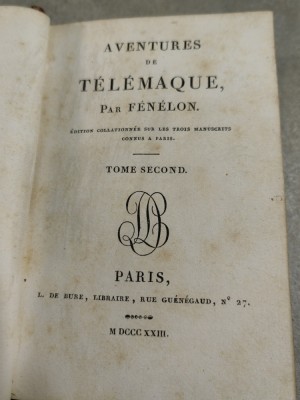 AVENTURES
DE
TÉLÉMAQUE,
PAR FÉNÉLON.
ÉDITION COLLATIONNÉE SUR LES TROIS MANUSCRITS
CONNUS A PARIS.
TOME SECOND.
PARIS,
L. DE BURE, LIBRAIRE, RUE GUÉNÉGAUD, N° 27.
M DCCC XXIII.